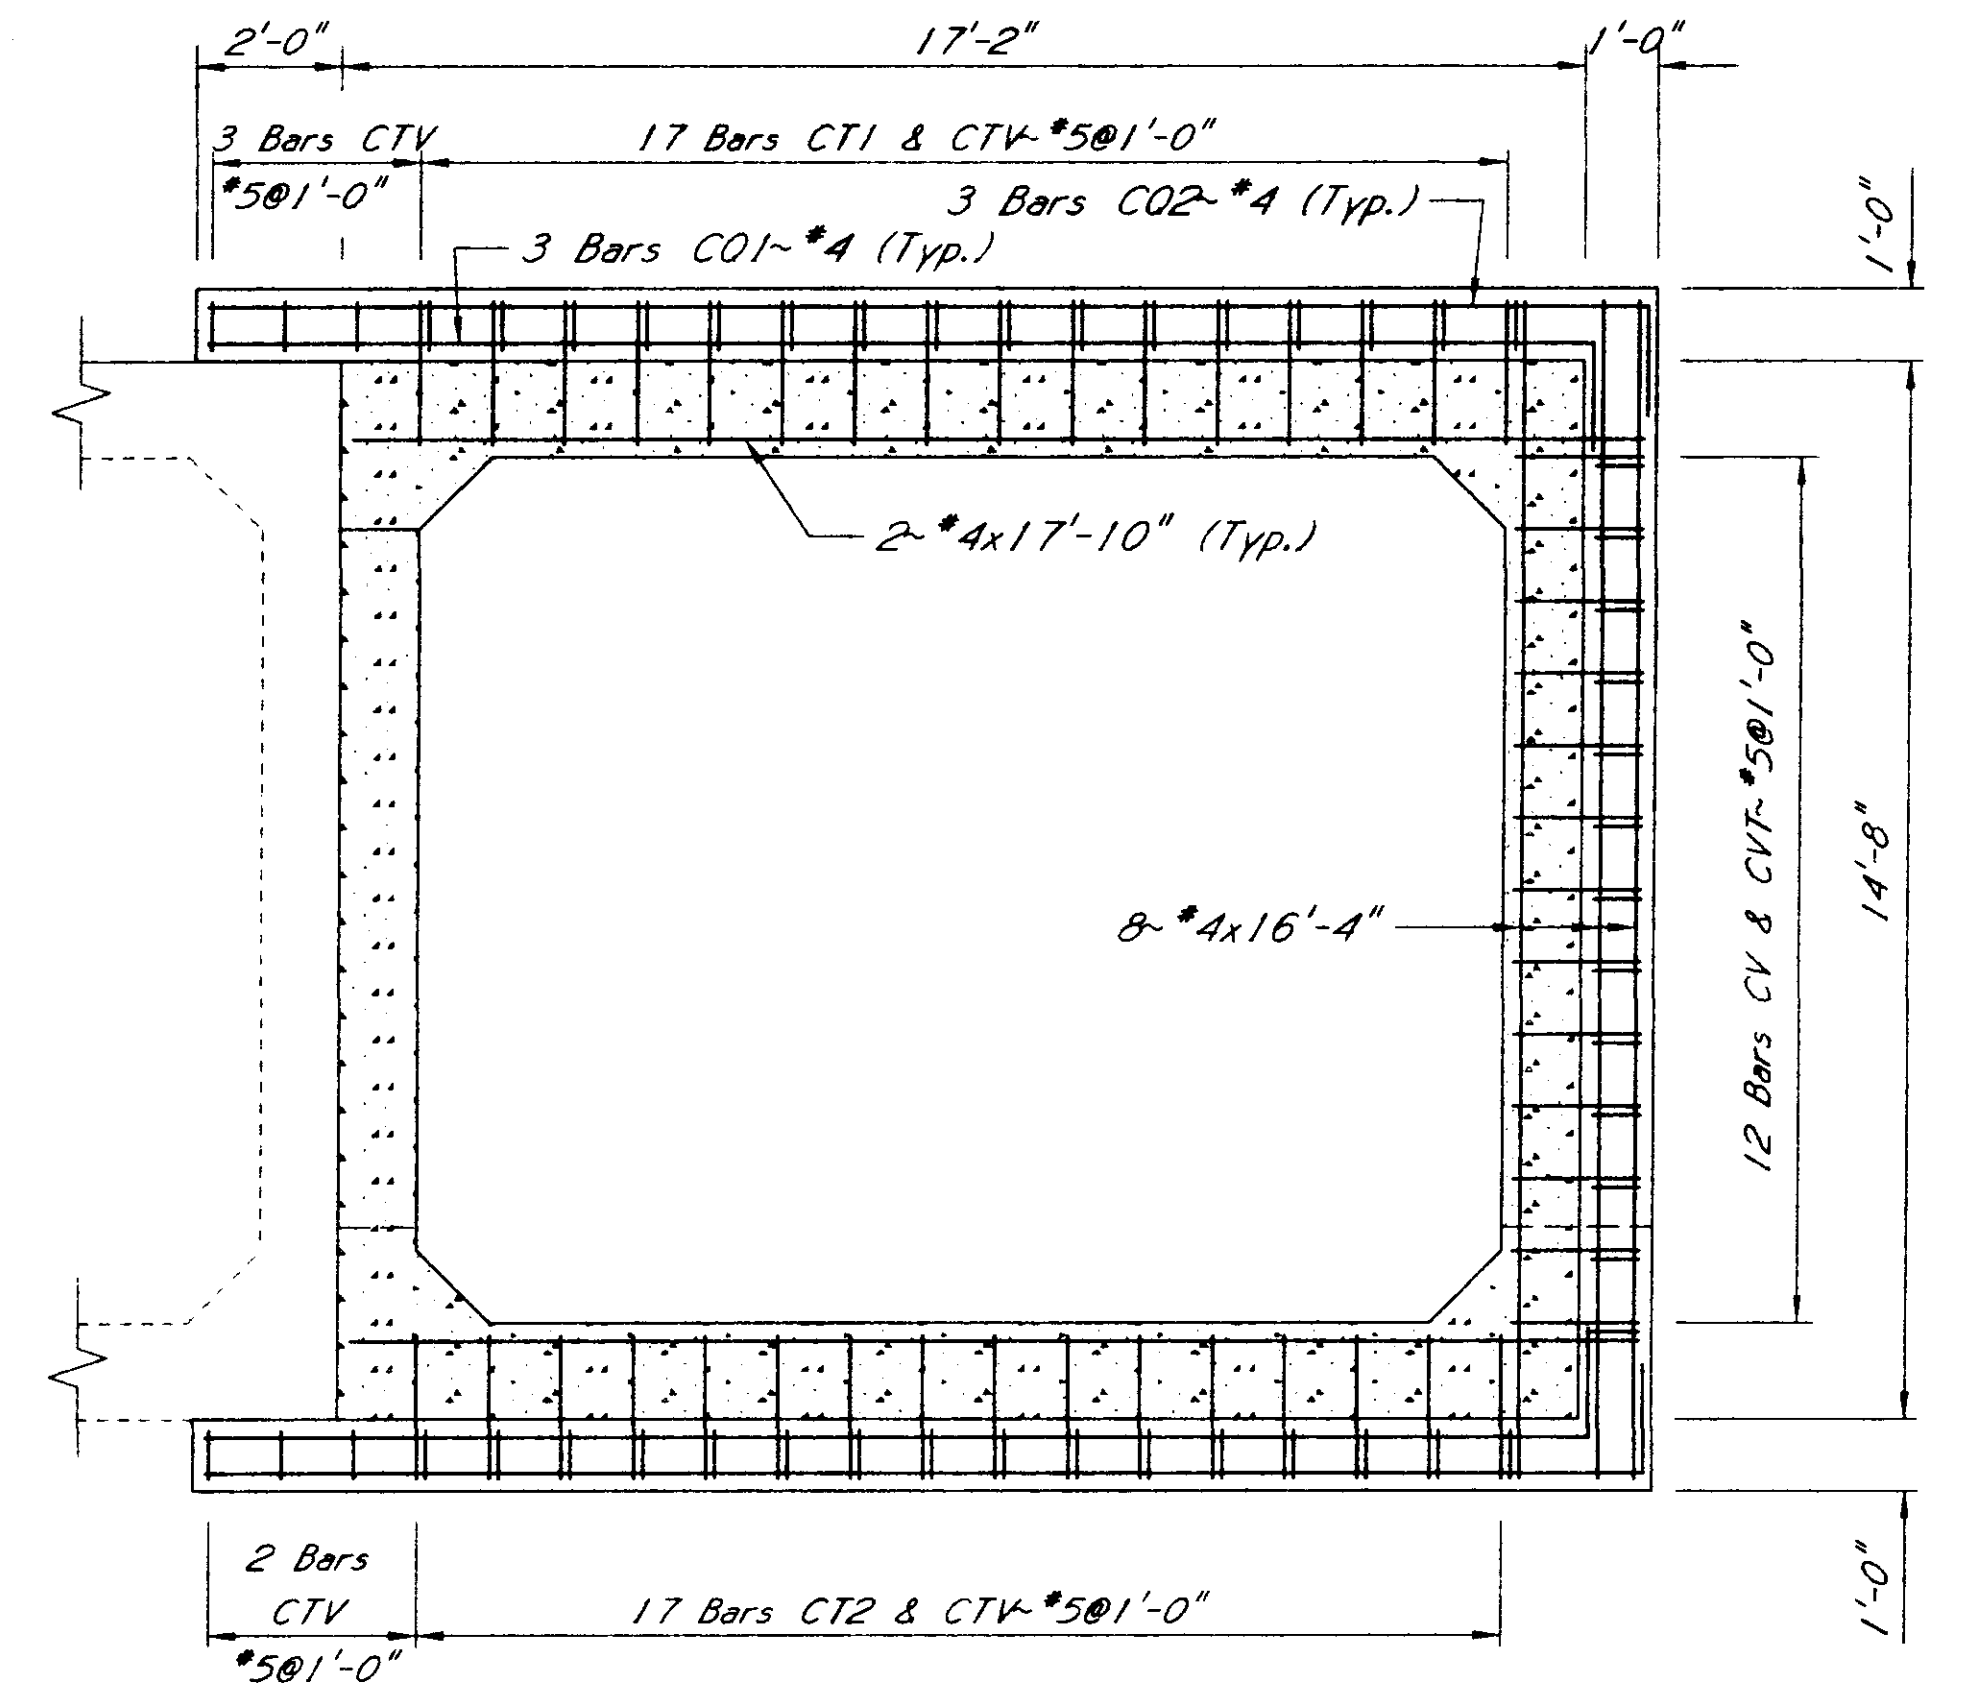 2'-0"
17'-2"
1'-0"
3 Bars CTV
#5@1'-0"
17 Bars CT1 & CTV~#5@1'-0"
3 Bars CQ2~#4 (Typ.)
3 Bars CQ1~#4 (Typ.)
1'-0"
2~#4x17'-10" (Typ.)
8~#4x16'-4"
12 Bars CV & CVT~#5@1'-0"
14'-8"
2 Bars
CTV
#5@1'-0"
17 Bars CT2 & CTV~#5@1'-0"
1'-0"